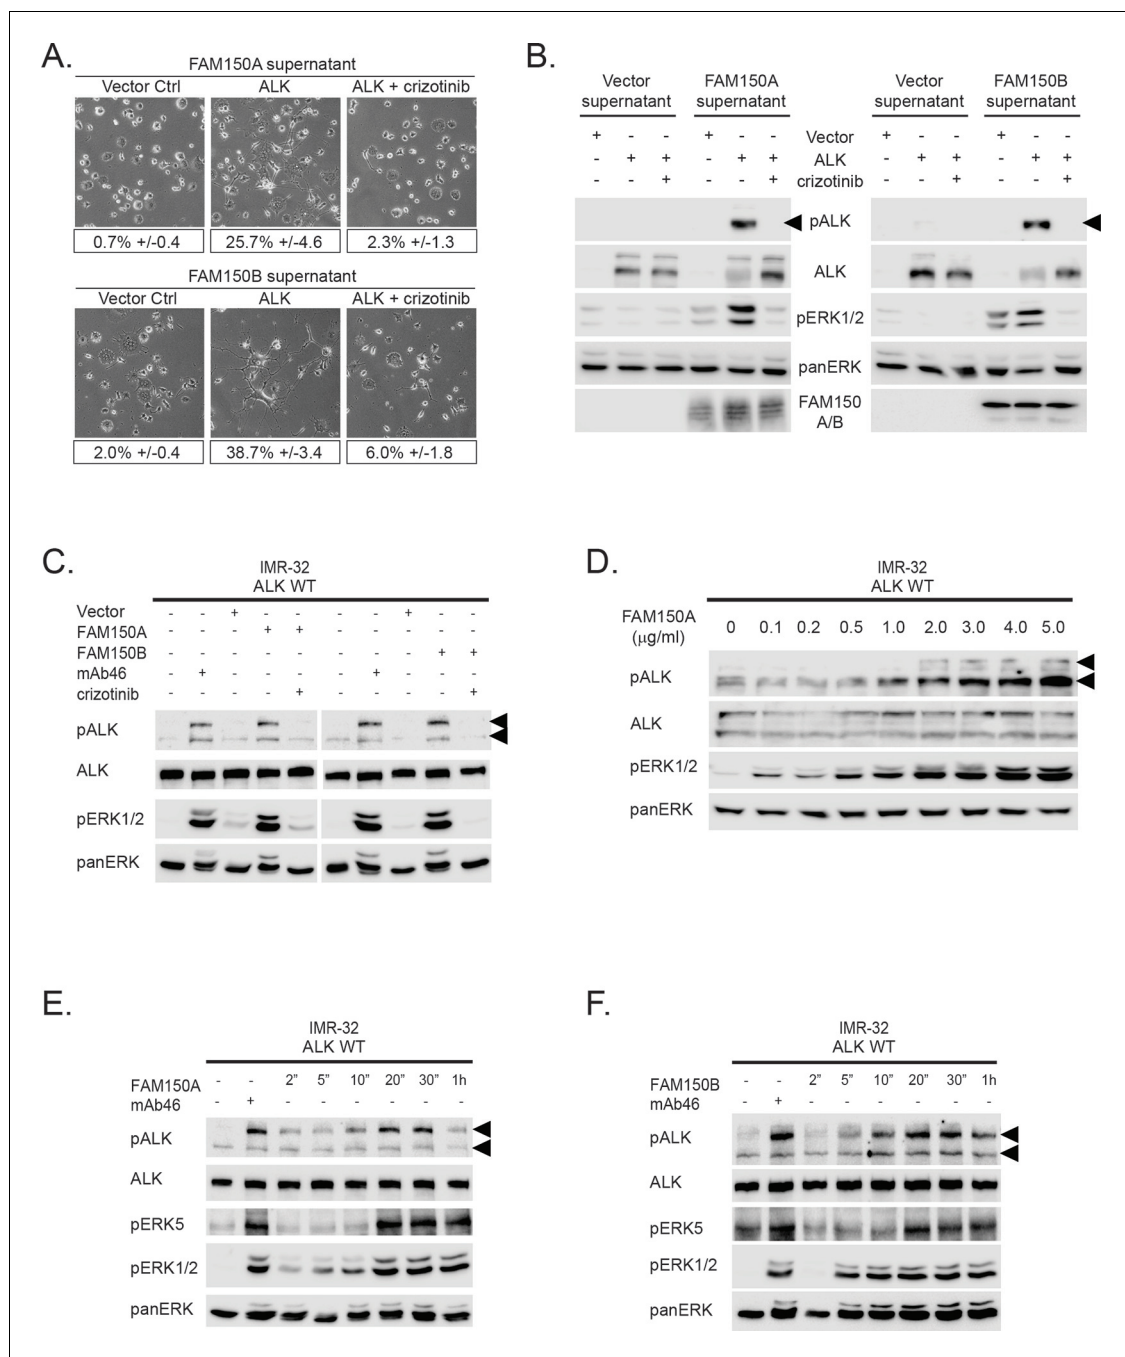 A.
FAM150A supernatant
Vector Ctrl ALK ALK + crizotinib
0.7% +/-0.4 25.7% +/-4.6 2.3% +/-1.3
FAM150B supernatant
Vector Ctrl ALK ALK + crizotinib
2.0% +/-0.4 38.7% +/-3.4 6.0% +/-1.8
B.
Vector supernatant FAM150A supernatant Vector supernatant FAM150B supernatant
+ - - + - - Vector + - - + - -
- + + - + + ALK - + + - + +
- - + - - + crizotinib - - + - - +
pALK
ALK
pERK1/2
panERK
FAM150
A/B
C.
IMR-32
ALK WT
Vector - - + - - - - + - -
FAM150A - - - + + - - - - -
FAM150B - - - - - - - - + +
mAb46 - + - - - - + - - -
crizotinib - - - - + - - - - +
pALK
ALK
pERK1/2
panERK
D.
IMR-32
ALK WT
FAM150A
(μg/ml) 0 0.1 0.2 0.5 1.0 2.0 3.0 4.0 5.0
pALK
ALK
pERK1/2
panERK
E.
IMR-32
ALK WT
FAM150A - - 2” 5” 10” 20” 30” 1h
mAb46 - + - - - - - -
pALK
ALK
pERK5
pERK1/2
panERK
F.
IMR-32
ALK WT
FAM150B - - 2” 5” 10” 20” 30” 1h
mAb46 - + - - - - - -
pALK
ALK
pERK5
pERK1/2
panERK